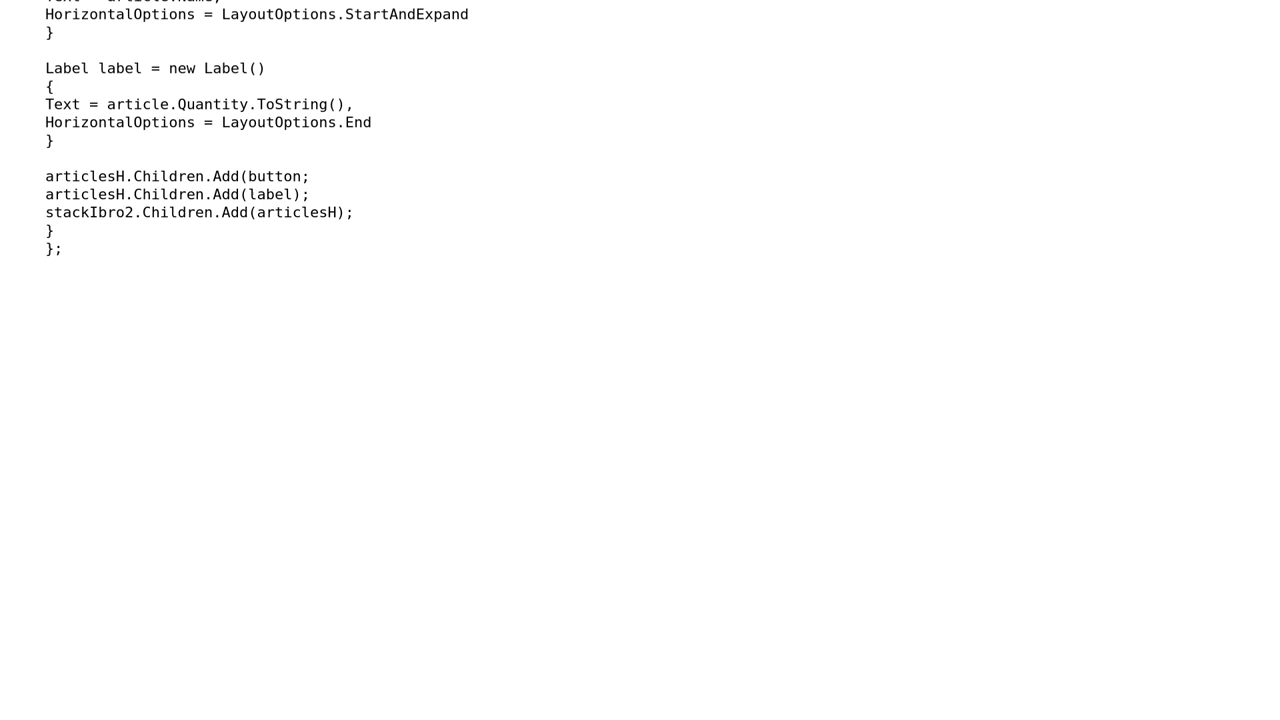 HorizontalOptions = LayoutOptions.StartAndExpand
}

Label label = new Label()
{
Text = article.Quantity.ToString(),
HorizontalOptions = LayoutOptions.End
}

articlesH.Children.Add(button;
articlesH.Children.Add(label);
stackIbro2.Children.Add(articlesH);
}
};